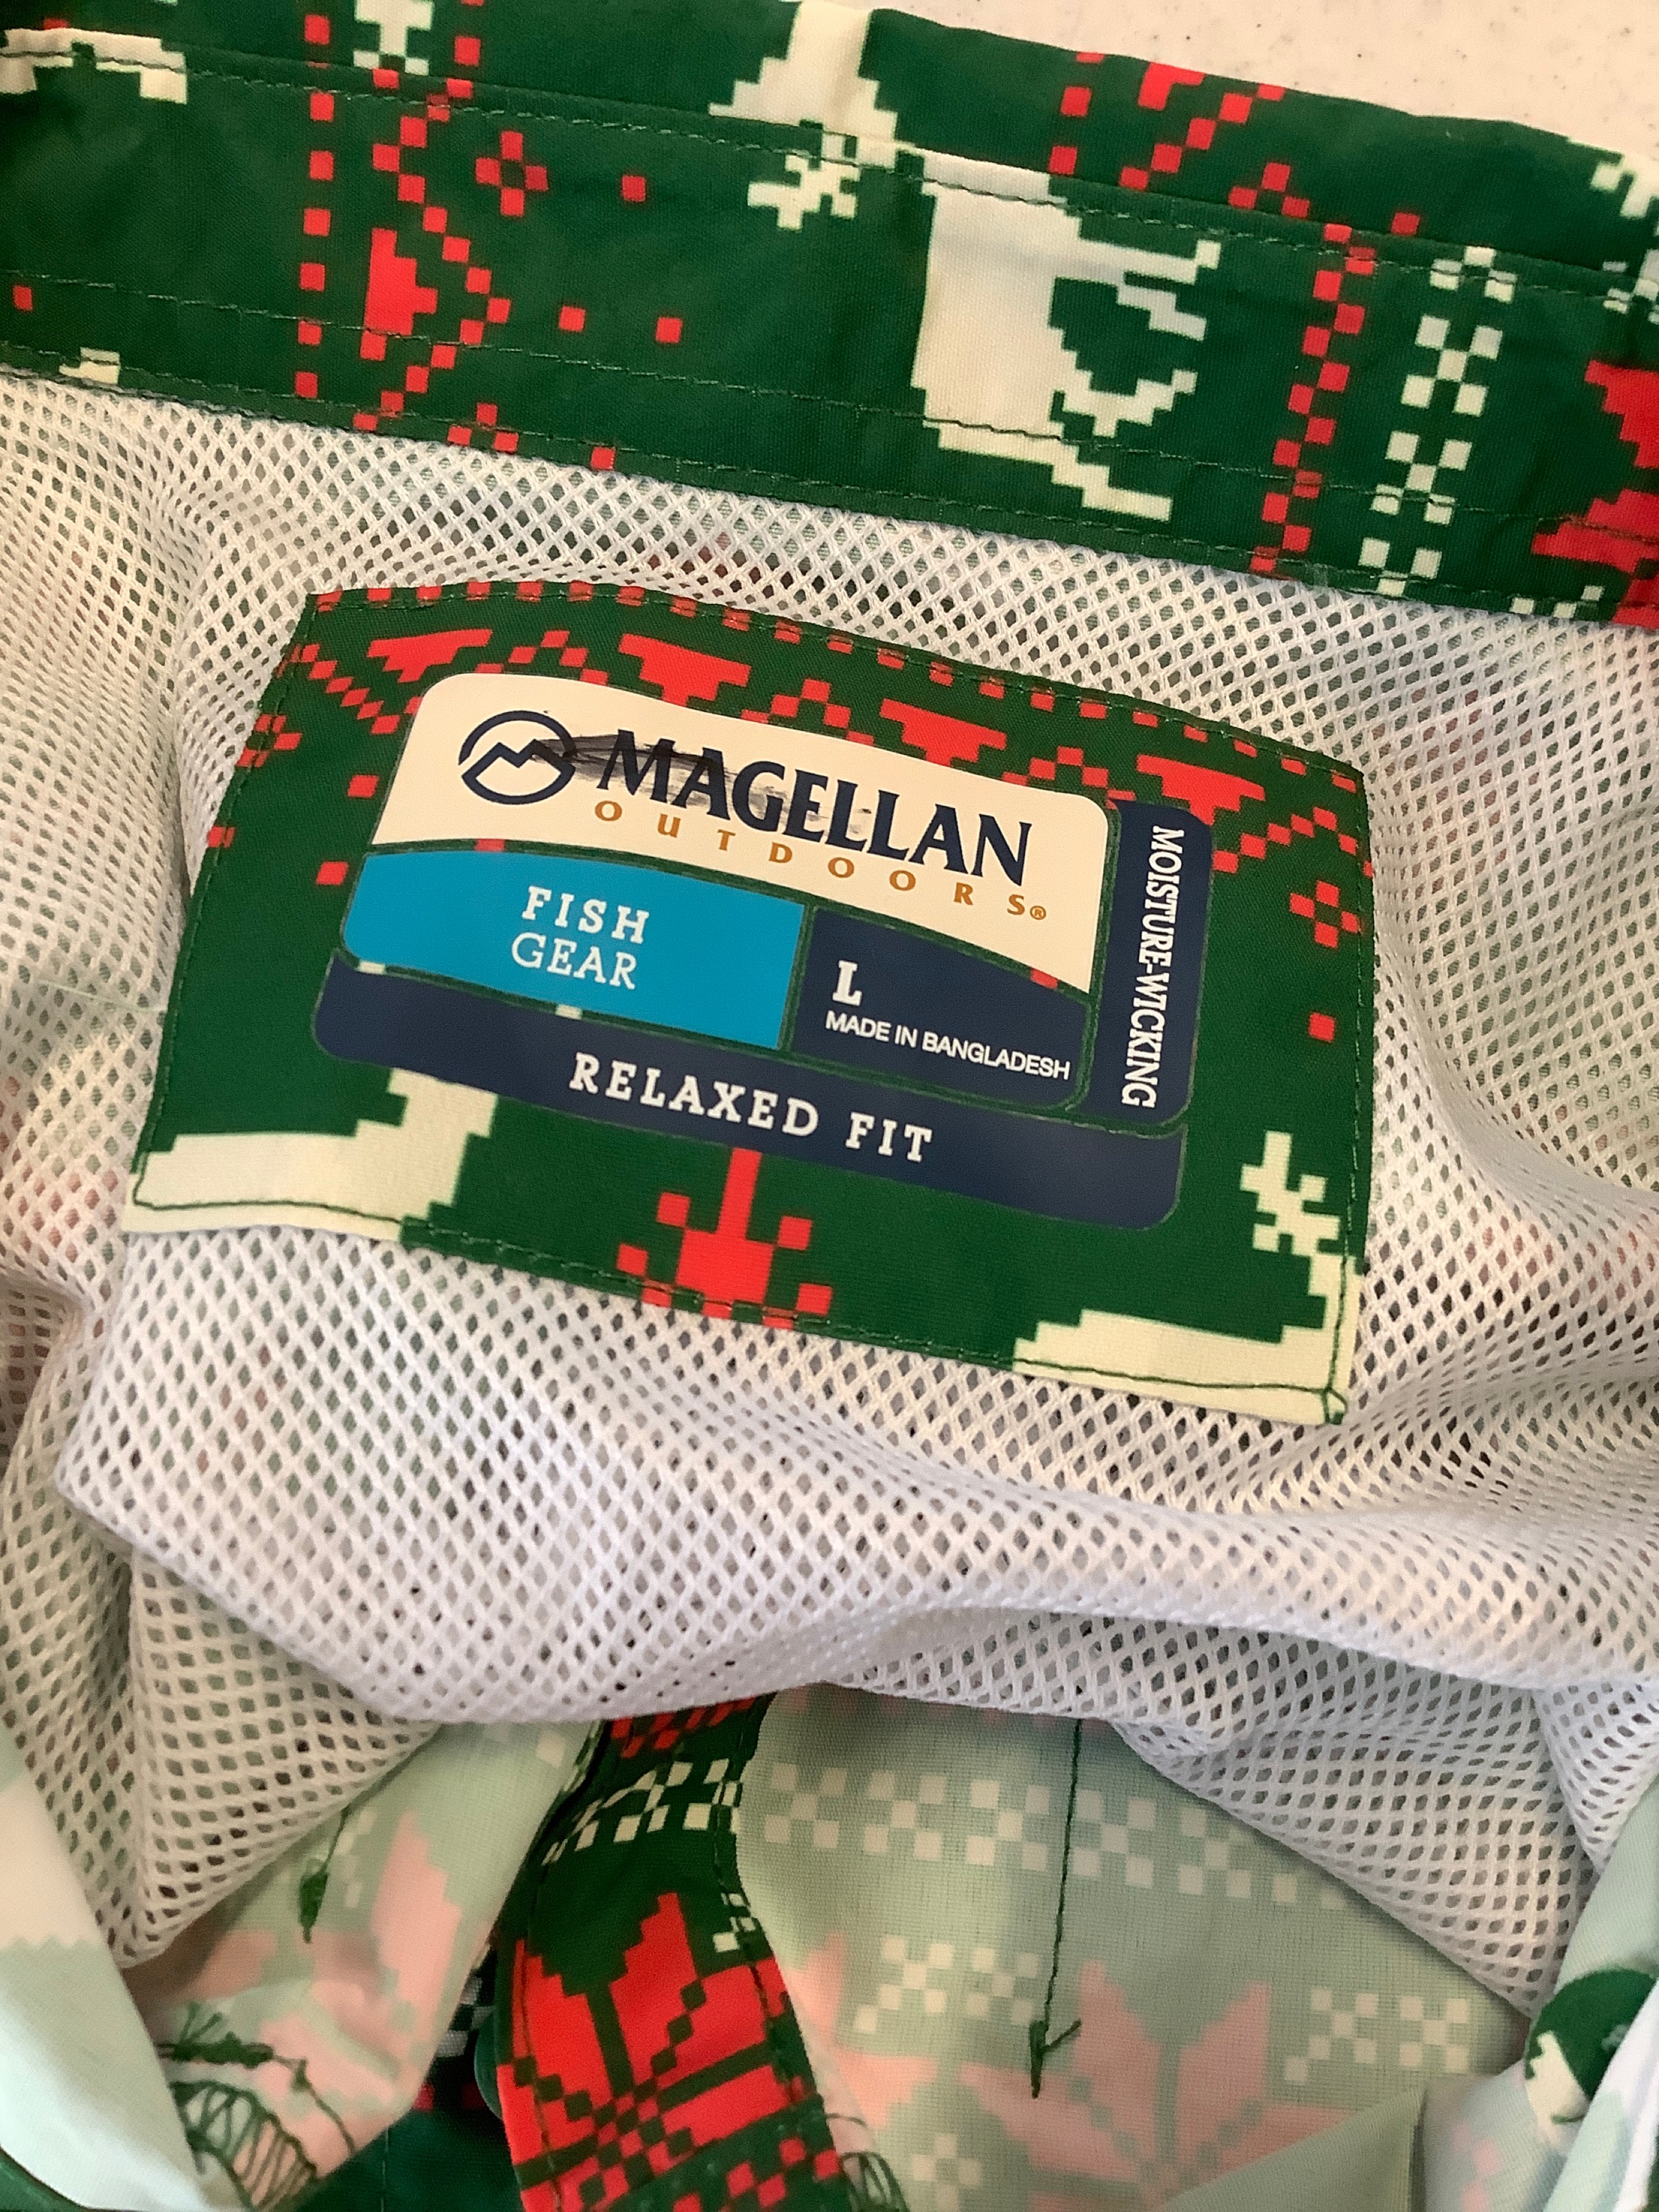 MAGELLAN
OUTDOORS®
FISH
GEAR
L
MADE IN BANGLADESH
MOISTURE-WICKING
RELAXED FIT